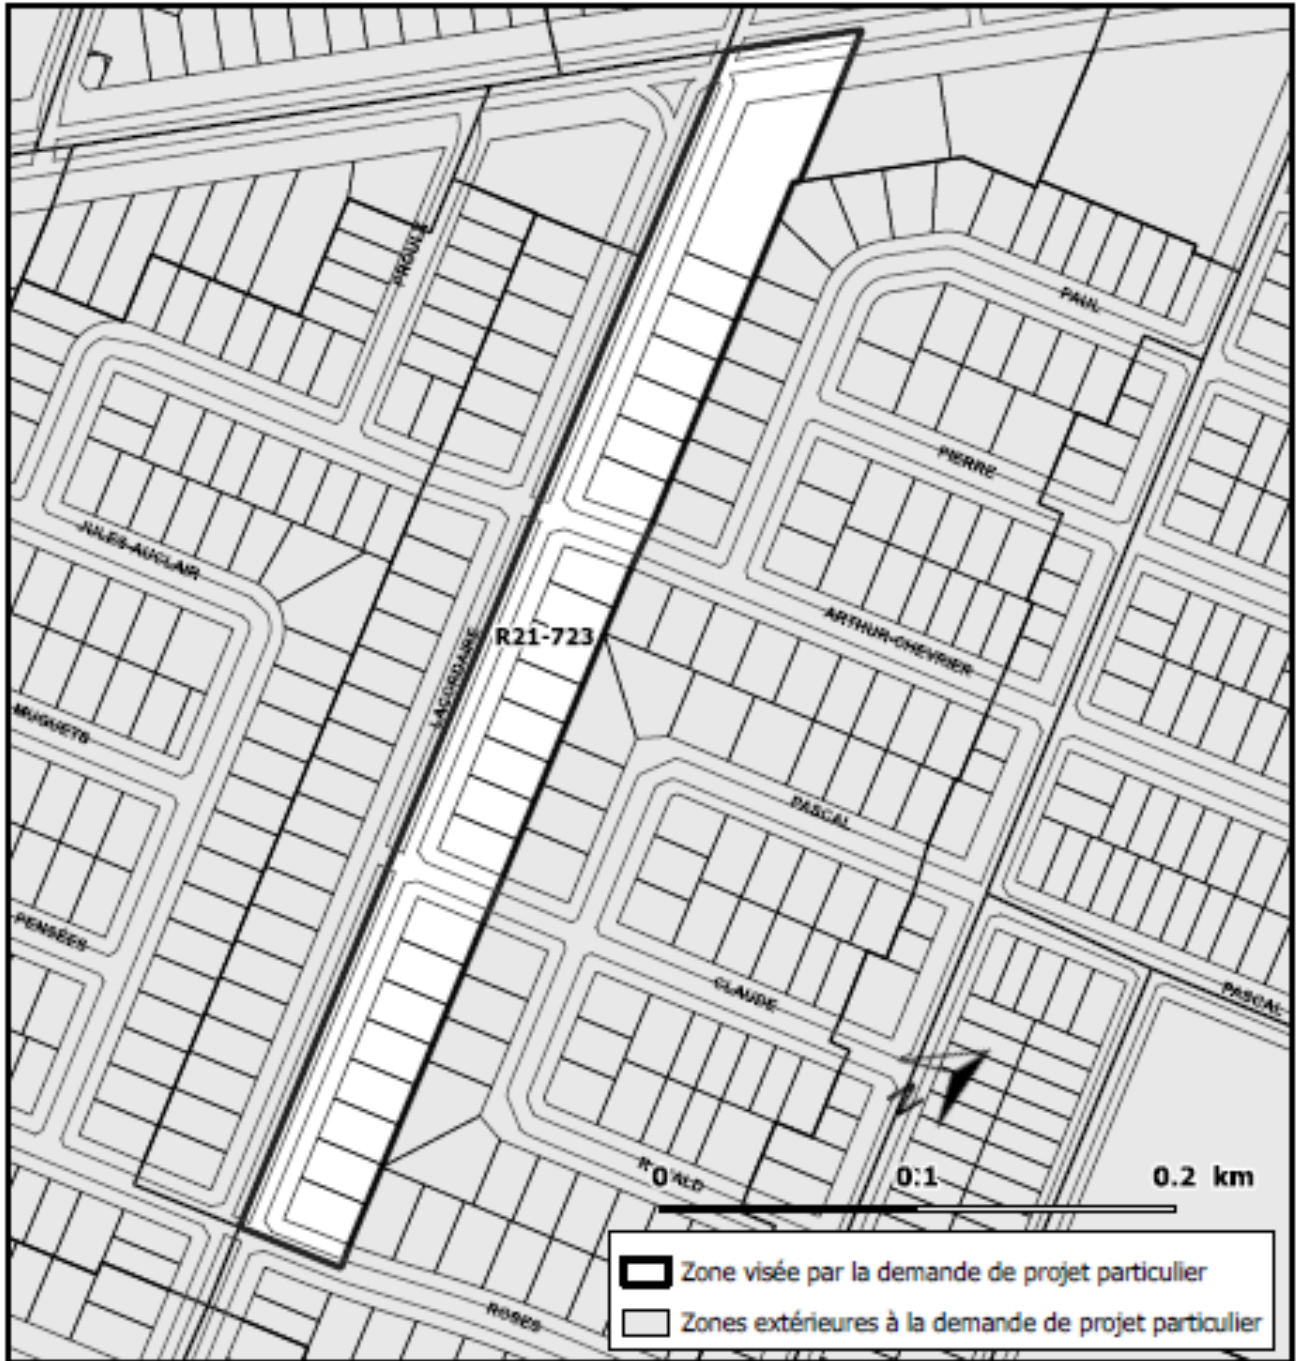 PROULX
PAUL
PIERRE
JULES-AUCLAIR
ARTHUR-CHEVRIER
R21-723
LACORDAIRE
MUGUETS
PASCAL
PENSÉES
CLAUDE
PASCAL
N
0 0.1 0.2 km
ROSES
Zone visée par la demande de projet particulier
Zones extérieures à la demande de projet particulier